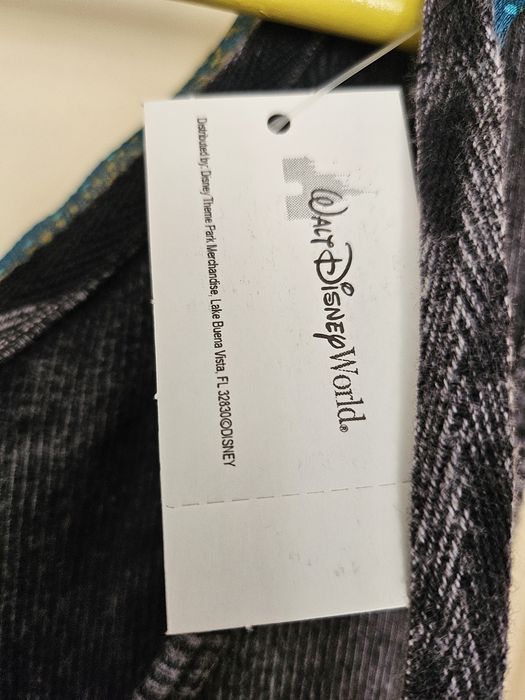 Walt Disney World®
Distributed by: Disney Theme Park Merchandise, Lake Buena Vista, FL 32830©DISNEY